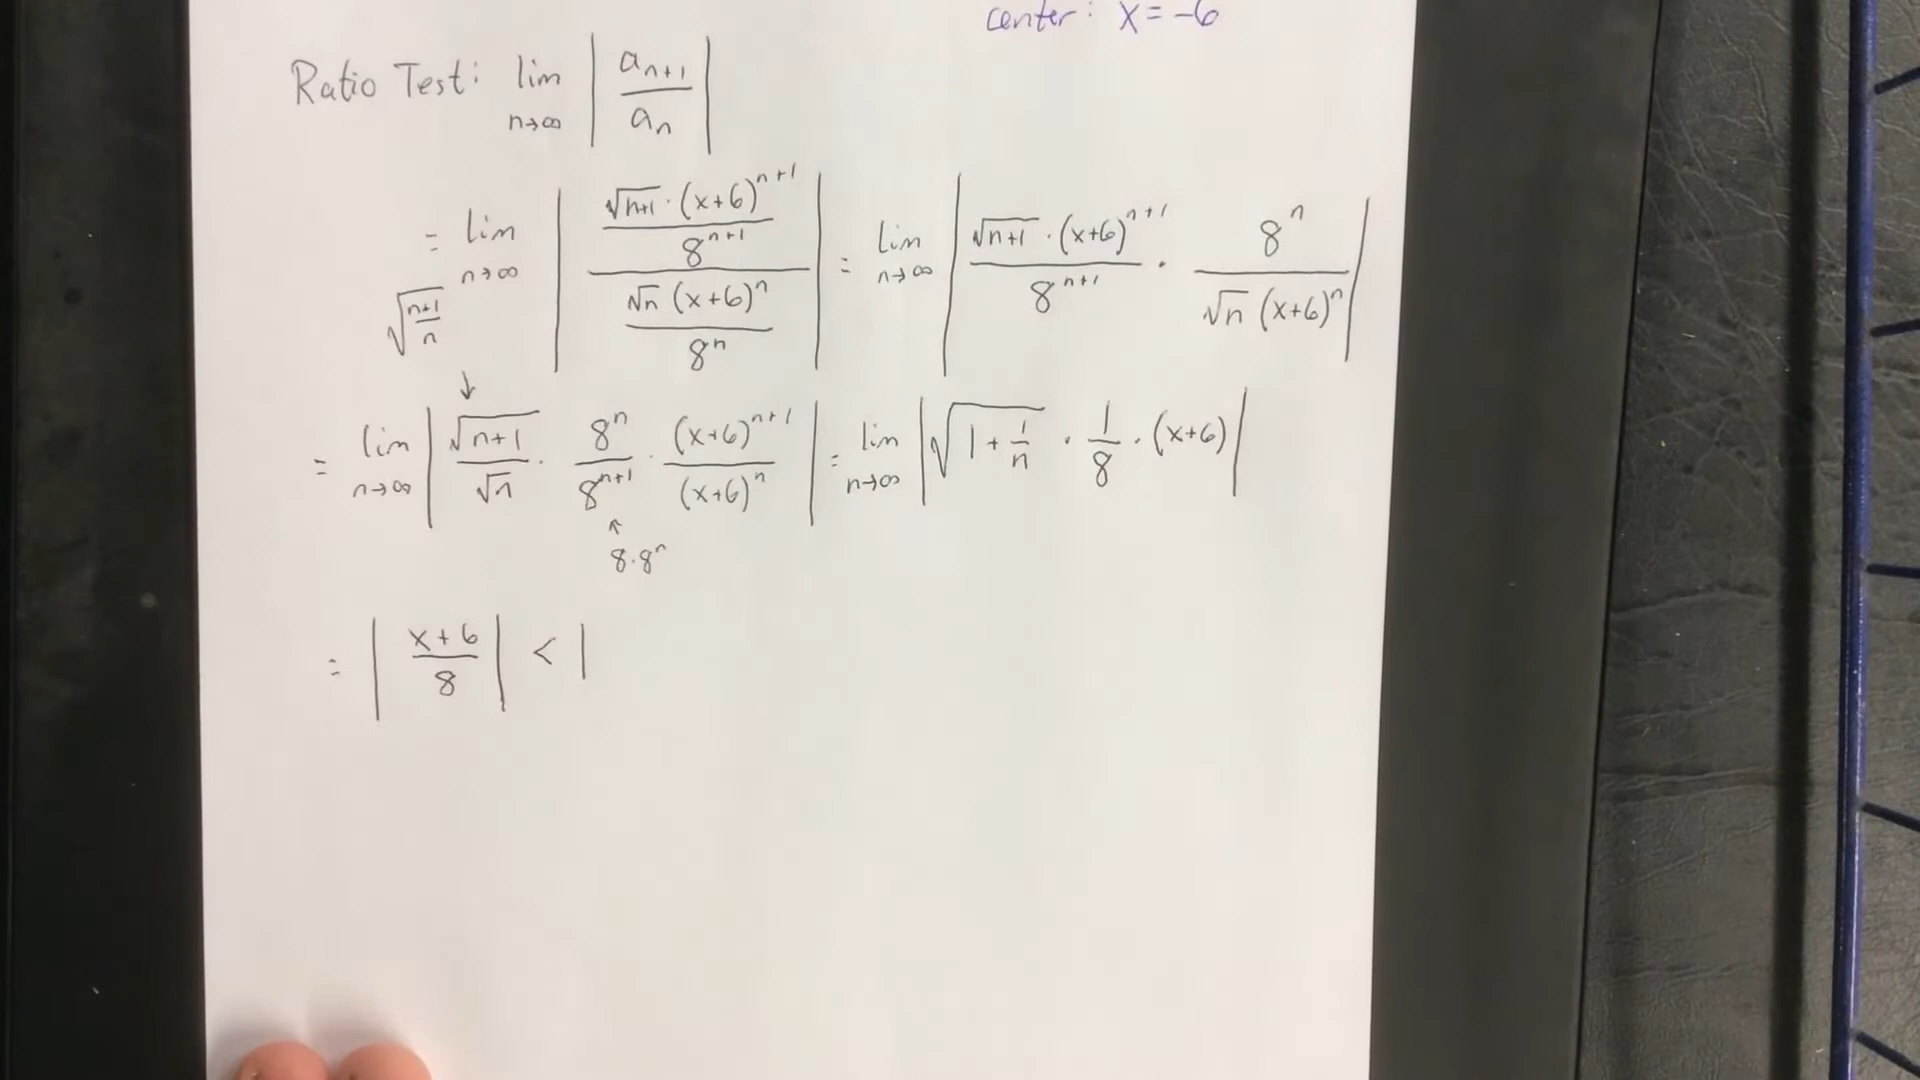 center: x = -6
Ratio Test: lim n→∞ | a_{n+1} / a_n |
= lim n→∞ | (√(n+1) · (x+6)^{n+1} / 8^{n+1}) / (√n (x+6)^n / 8^n) | = lim n→∞ | √(n+1) · (x+6)^{n+1} / 8^{n+1} · 8^n / (√n (x+6)^n) |
√((n+1)/n)
↓
= lim n→∞ | √(n+1) / √n · 8^n / 8^{n+1} · (x+6)^{n+1} / (x+6)^n | = lim n→∞ | √(1 + 1/n) · 1/8 · (x+6) |
↑
8·8^n
= | (x+6) / 8 | < 1